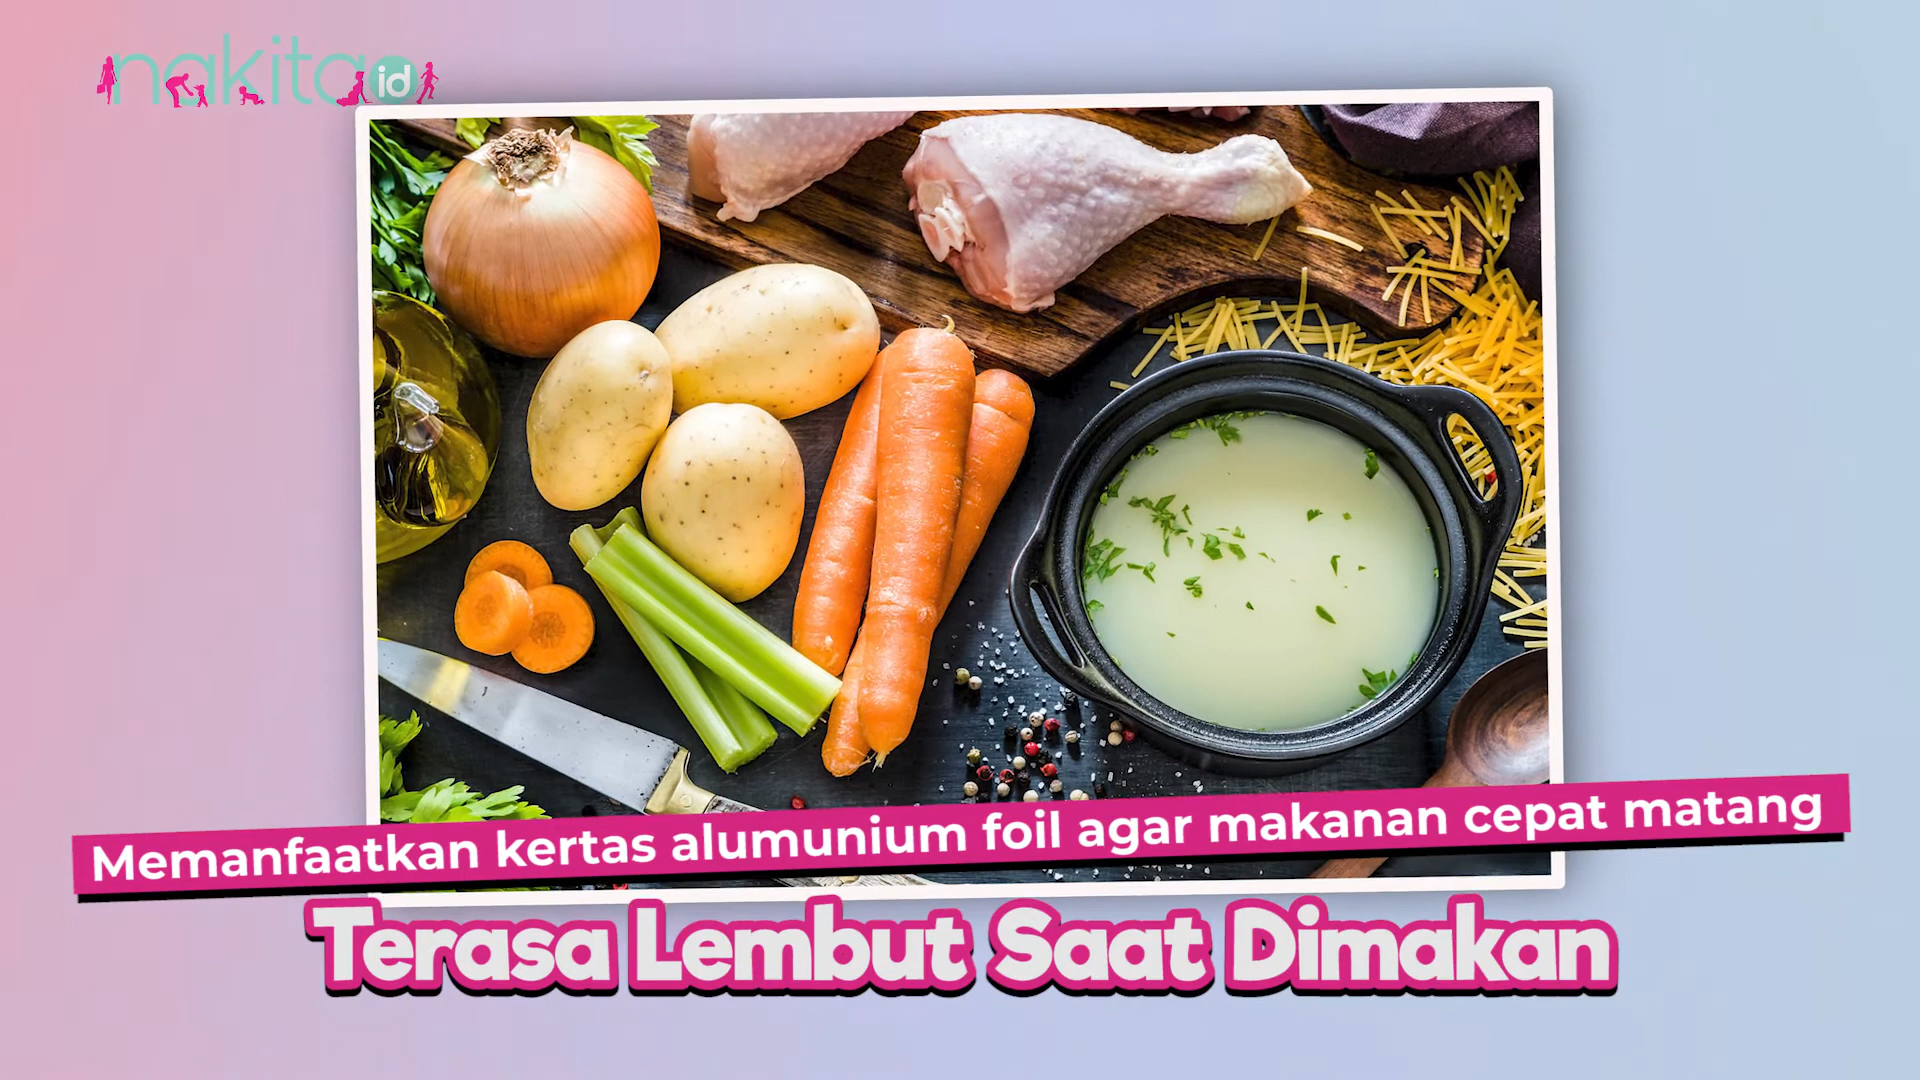 nakita id
Memanfaatkan kertas alumunium foil agar makanan cepat matang
Terasa Lembut Saat Dimakan